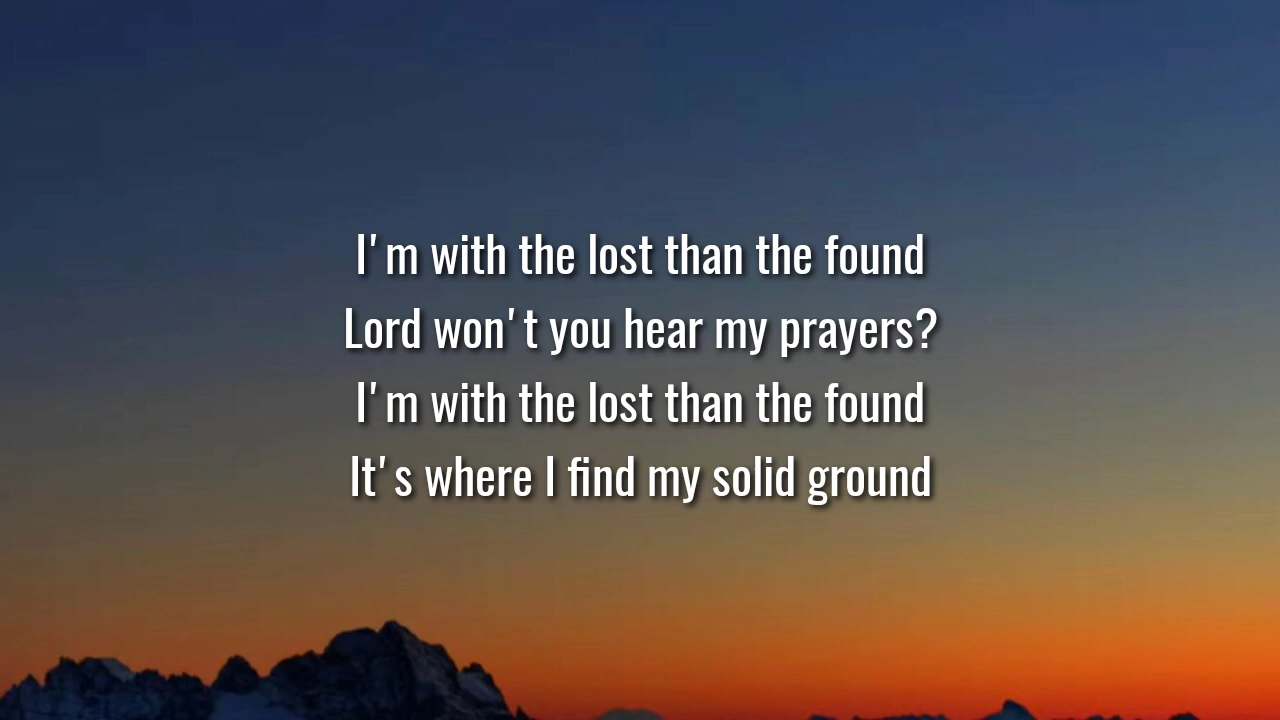 I'm with the lost than the found
Lord won't you hear my prayers?
I'm with the lost than the found
It's where I find my solid ground